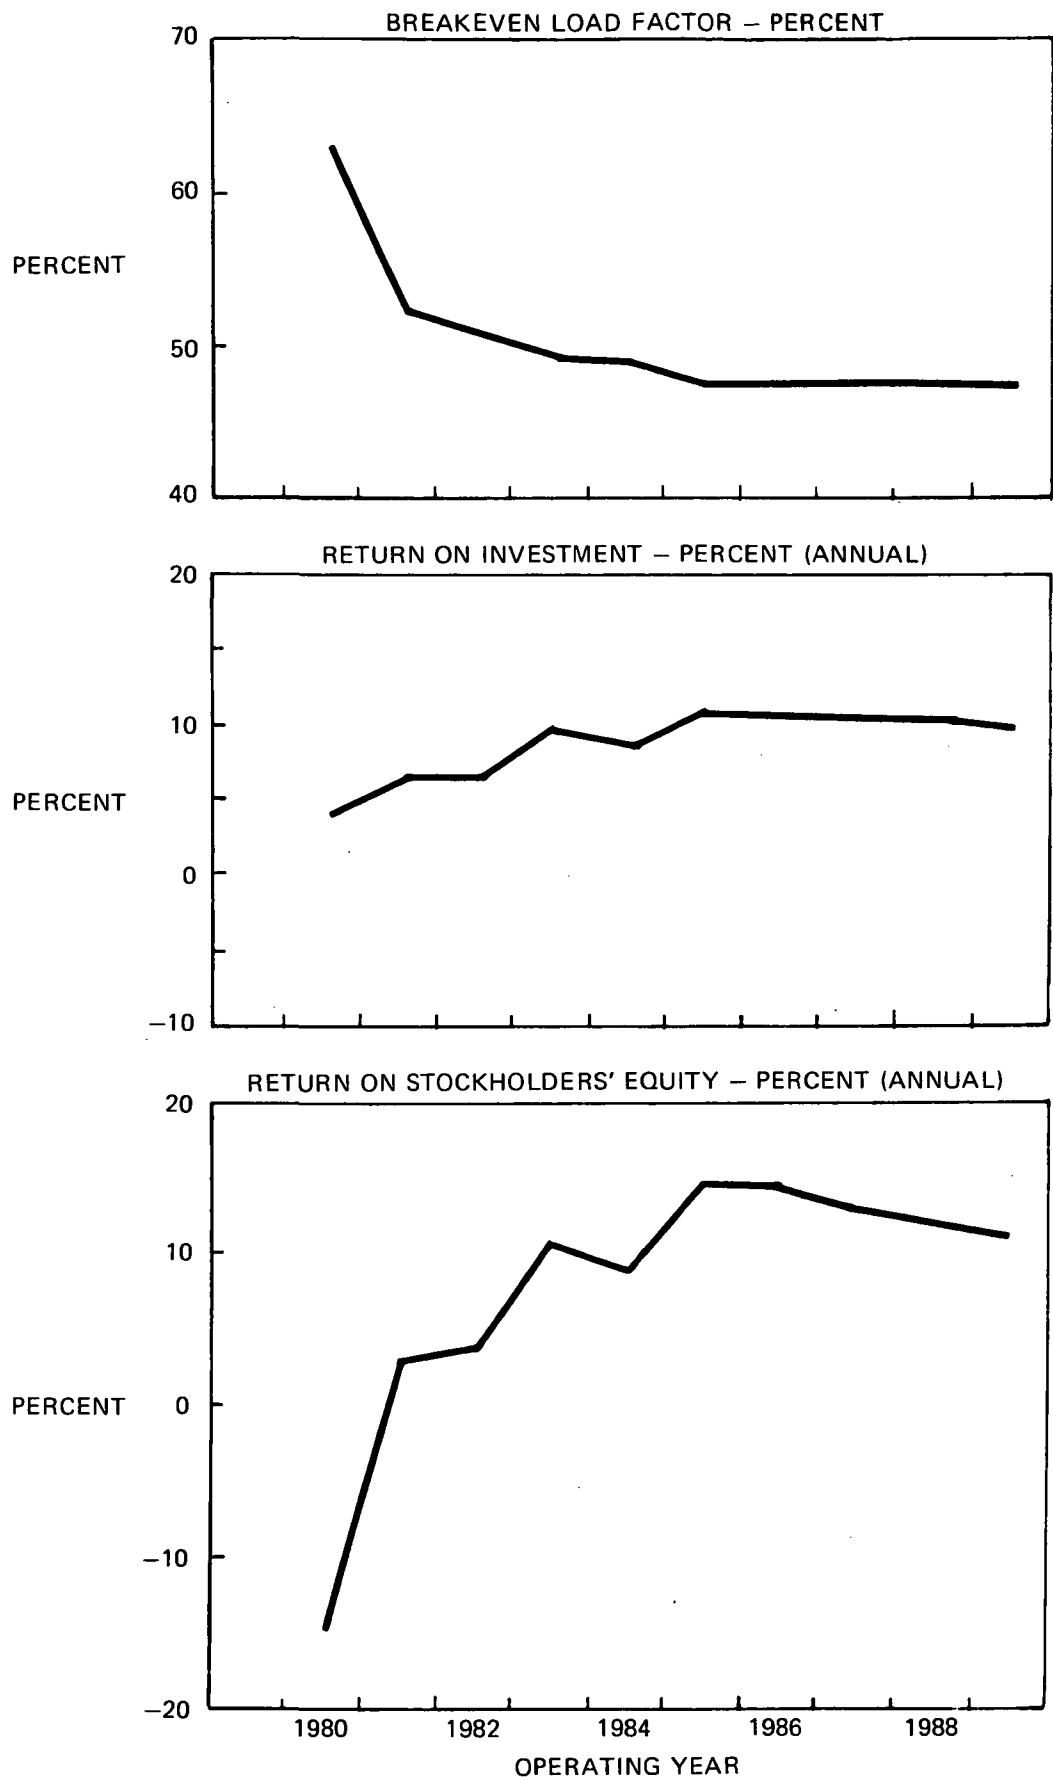 BREAKEVEN LOAD FACTOR – PERCENT
70
60
PERCENT
50
40
RETURN ON INVESTMENT – PERCENT (ANNUAL)
20
10
PERCENT
0
–10
RETURN ON STOCKHOLDERS' EQUITY – PERCENT (ANNUAL)
20
10
PERCENT 0
–10
–20
1980 1982 1984 1986 1988
OPERATING YEAR